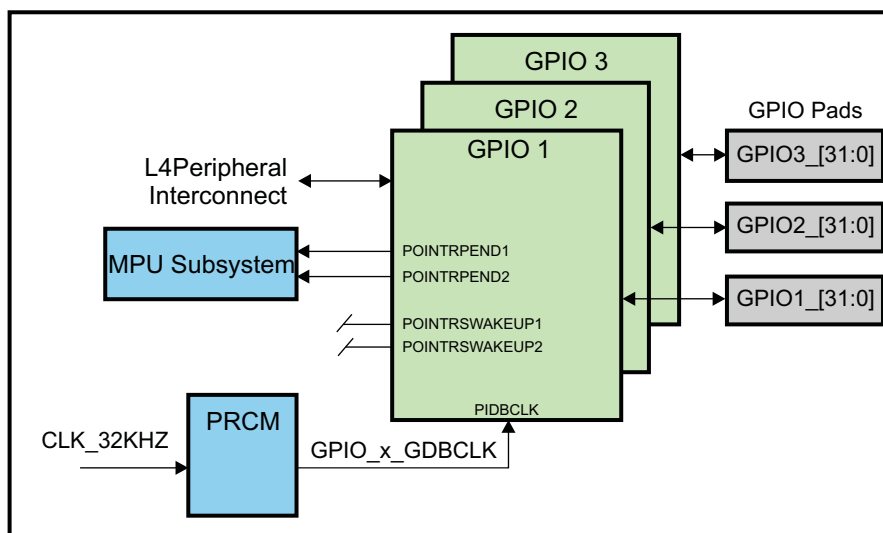 GPIO 3
GPIO 2
GPIO Pads
GPIO 1
GPIO3_[31:0]
L4Peripheral
Interconnect
GPIO2_[31:0]
MPU Subsystem
POINTRPEND1
POINTRPEND2
GPIO1_[31:0]
POINTRSWAKEUP1
POINTRSWAKEUP2
PIDBCLK
PRCM
CLK_32KHZ
GPIO_x_GDBCLK